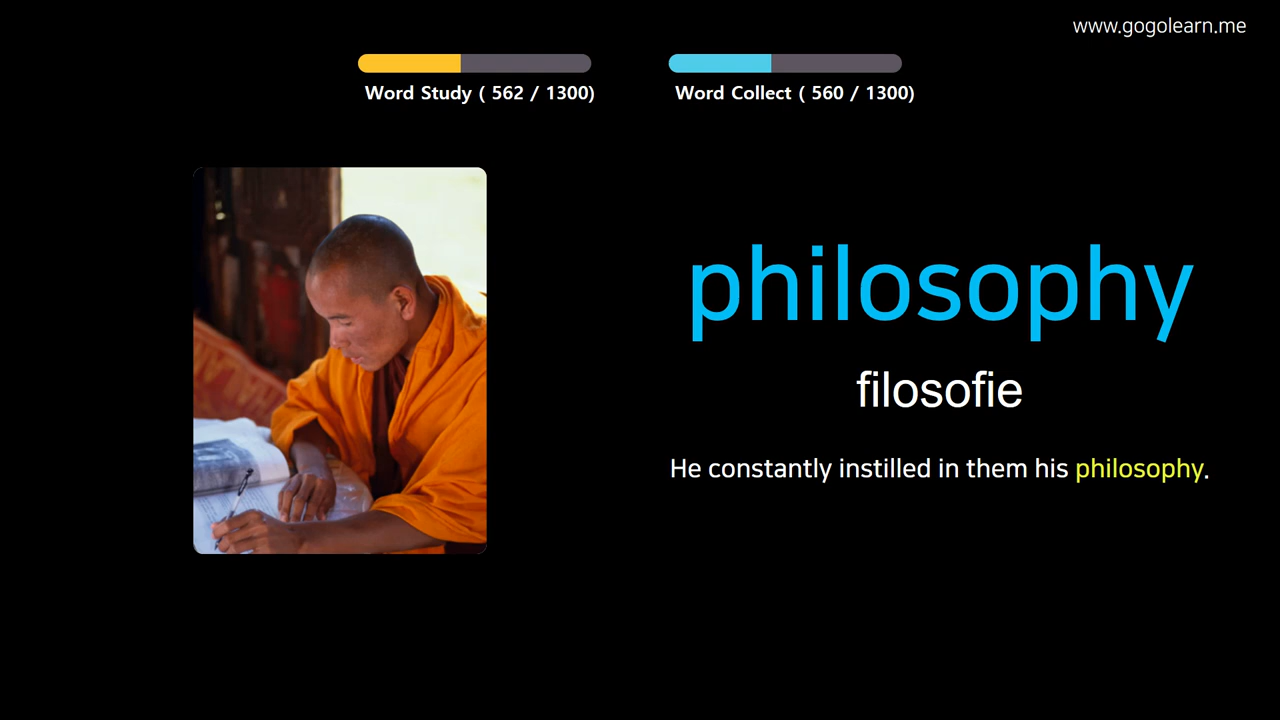 www.gogolearn.me
Word Study ( 562 / 1300)
Word Collect ( 560 / 1300)
philosophy
filosofie
He constantly instilled in them his philosophy.